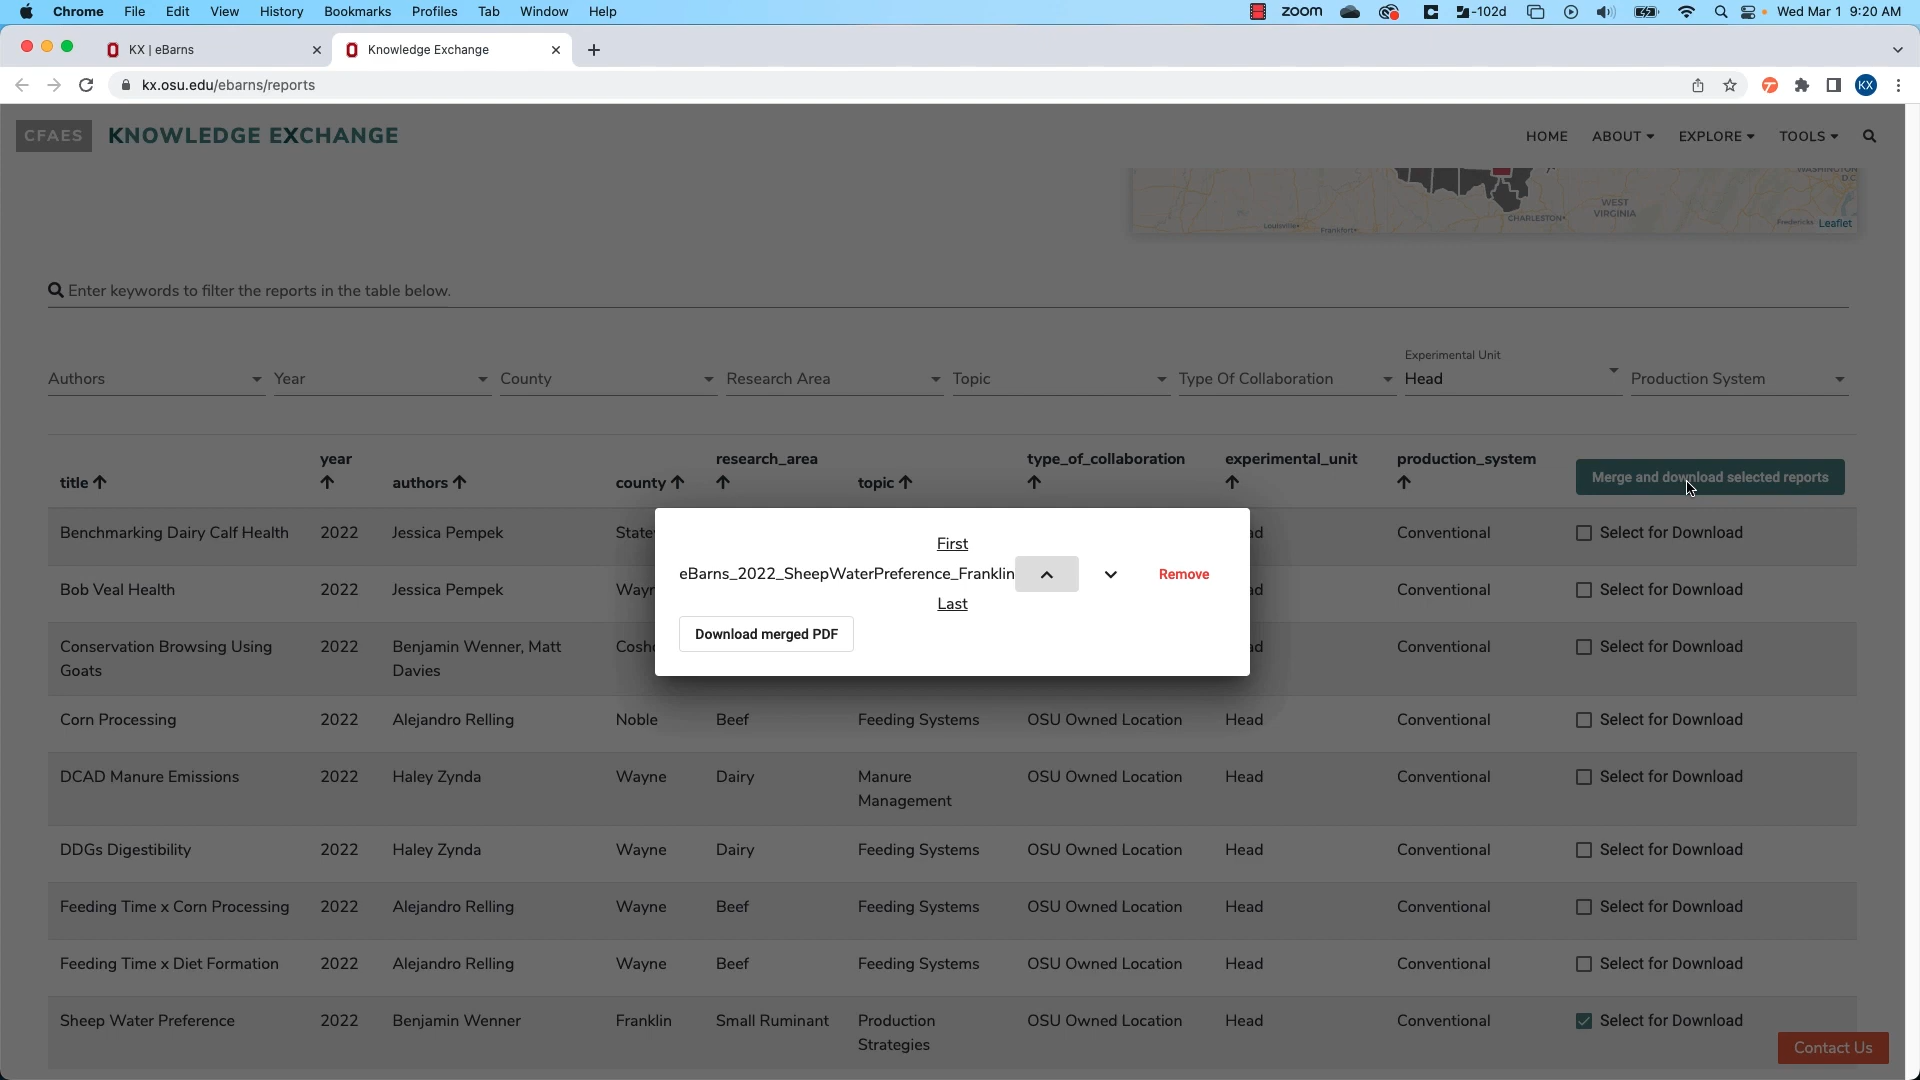 Chrome File Edit View History Bookmarks Profiles Tab Window Help zoom -102d Wed Mar 1 9:20 AM
KX | eBarns Knowledge Exchange
kx.osu.edu/ebarns/reports KX
CFAES KNOWLEDGE EXCHANGE HOME ABOUT EXPLORE TOOLS
WASHINGTON
D.C.
WEST
VIRGINIA
CHARLESTON
Louisville Frankfort Fredericks Leaflet
Enter keywords to filter the reports in the table below.
Experimental Unit
Authors Year County Research Area Topic Type Of Collaboration Head Production System
title year authors county research_area topic type_of_collaboration experimental_unit production_system Merge and download selected reports
Benchmarking Dairy Calf Health 2022 Jessica Pempek State Conventional Select for Download
Bob Veal Health 2022 Jessica Pempek Conventional Select for Download
Conservation Browsing Using Goats 2022 Benjamin Wenner, Matt Davies Conventional Select for Download
First
eBarns_2022_SheepWaterPreference_Franklin Remove
Last
Download merged PDF
Corn Processing 2022 Alejandro Relling Noble Beef Feeding Systems OSU Owned Location Head Conventional Select for Download
DCAD Manure Emissions 2022 Haley Zynda Wayne Dairy Manure Management OSU Owned Location Head Conventional Select for Download
DDGs Digestibility 2022 Haley Zynda Wayne Dairy Feeding Systems OSU Owned Location Head Conventional Select for Download
Feeding Time x Corn Processing 2022 Alejandro Relling Wayne Beef Feeding Systems OSU Owned Location Head Conventional Select for Download
Feeding Time x Diet Formation 2022 Alejandro Relling Wayne Beef Feeding Systems OSU Owned Location Head Conventional Select for Download
Sheep Water Preference 2022 Benjamin Wenner Franklin Small Ruminant Production Strategies OSU Owned Location Head Conventional Select for Download
Contact Us